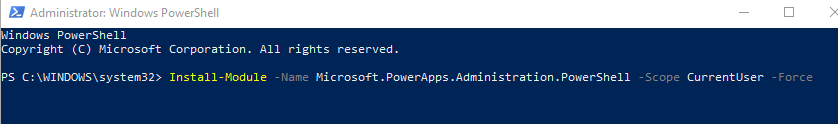 Administrator: Windows PowerShell
Windows PowerShell
Copyright (C) Microsoft Corporation. All rights reserved.
PS C:\WINDOWS\system32> Install-Module -Name Microsoft.PowerApps.Administration.PowerShell -Scope CurrentUser -Force